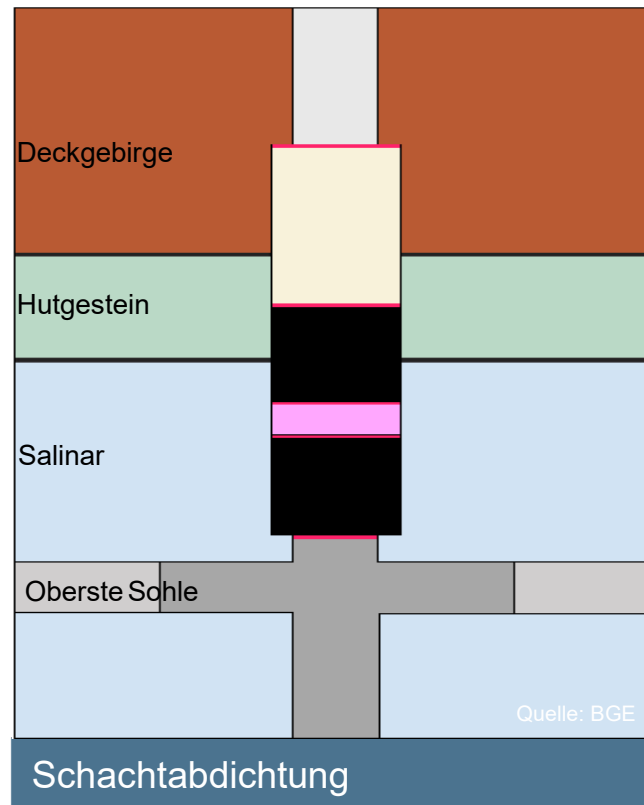 Deckgebirge
Hutgestein
Salinar
Oberste Sohle
Quelle: BGE
Schachtabdichtung